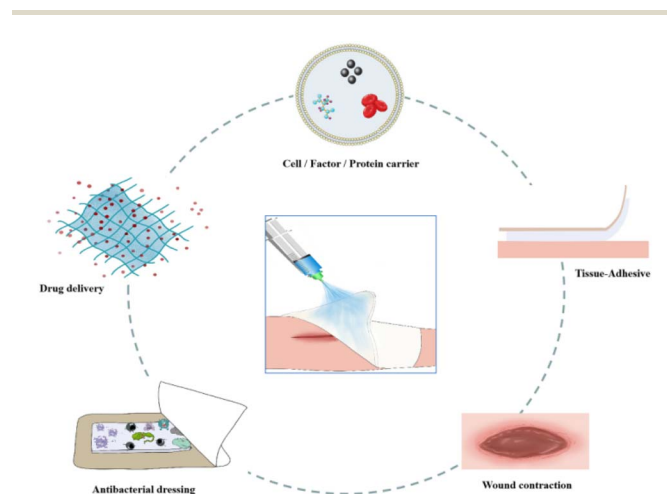 Cell / Factor / Protein carrier
Tissue-Adhesive
Drug delivery
Wound contraction
Antibacterial dressing